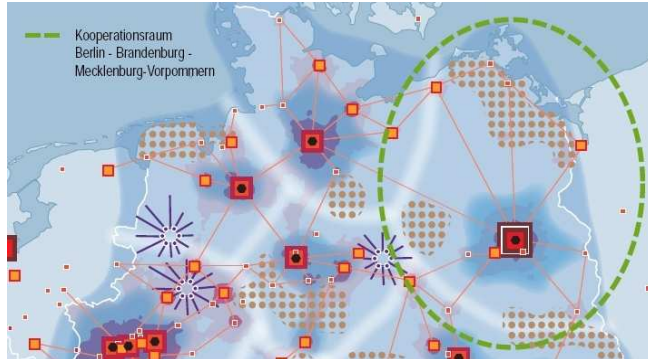 Kooperationsraum
Berlin - Brandenburg -
Mecklenburg-Vorpommern